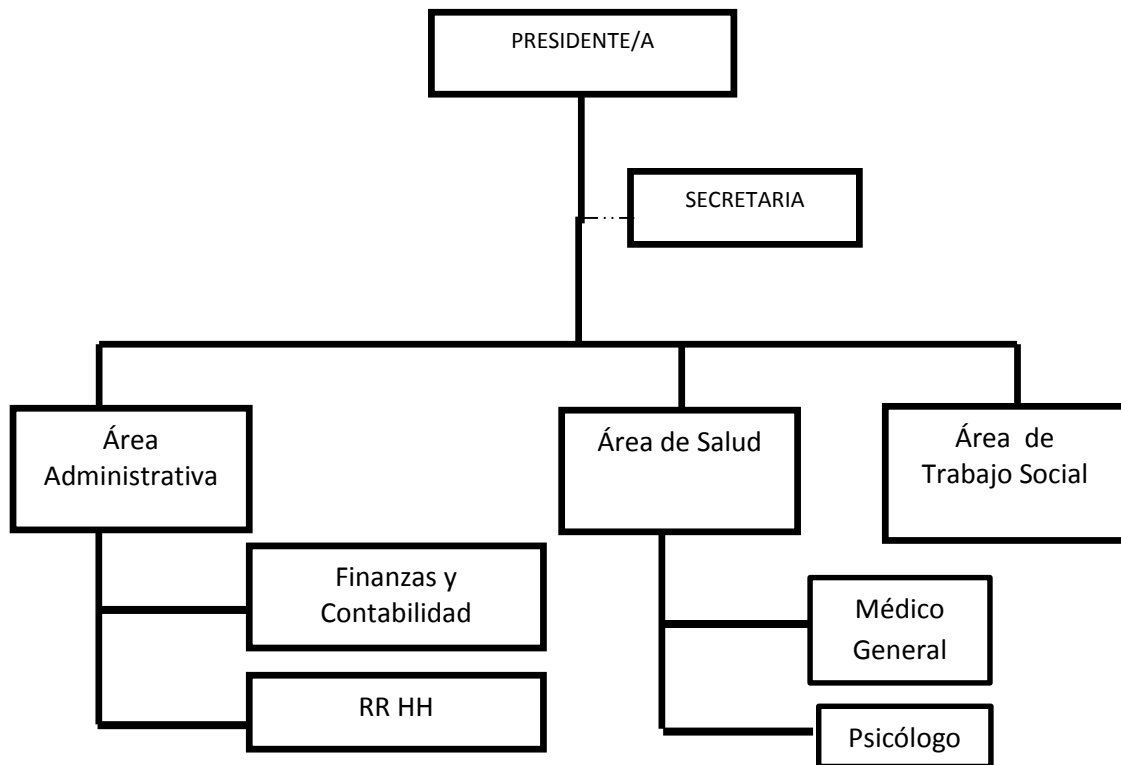 PRESIDENTE/A
SECRETARIA
Área
Administrativa
Área de Salud
Área de
Trabajo Social
Finanzas y
Contabilidad
Médico
General
RR HH
Psicólogo